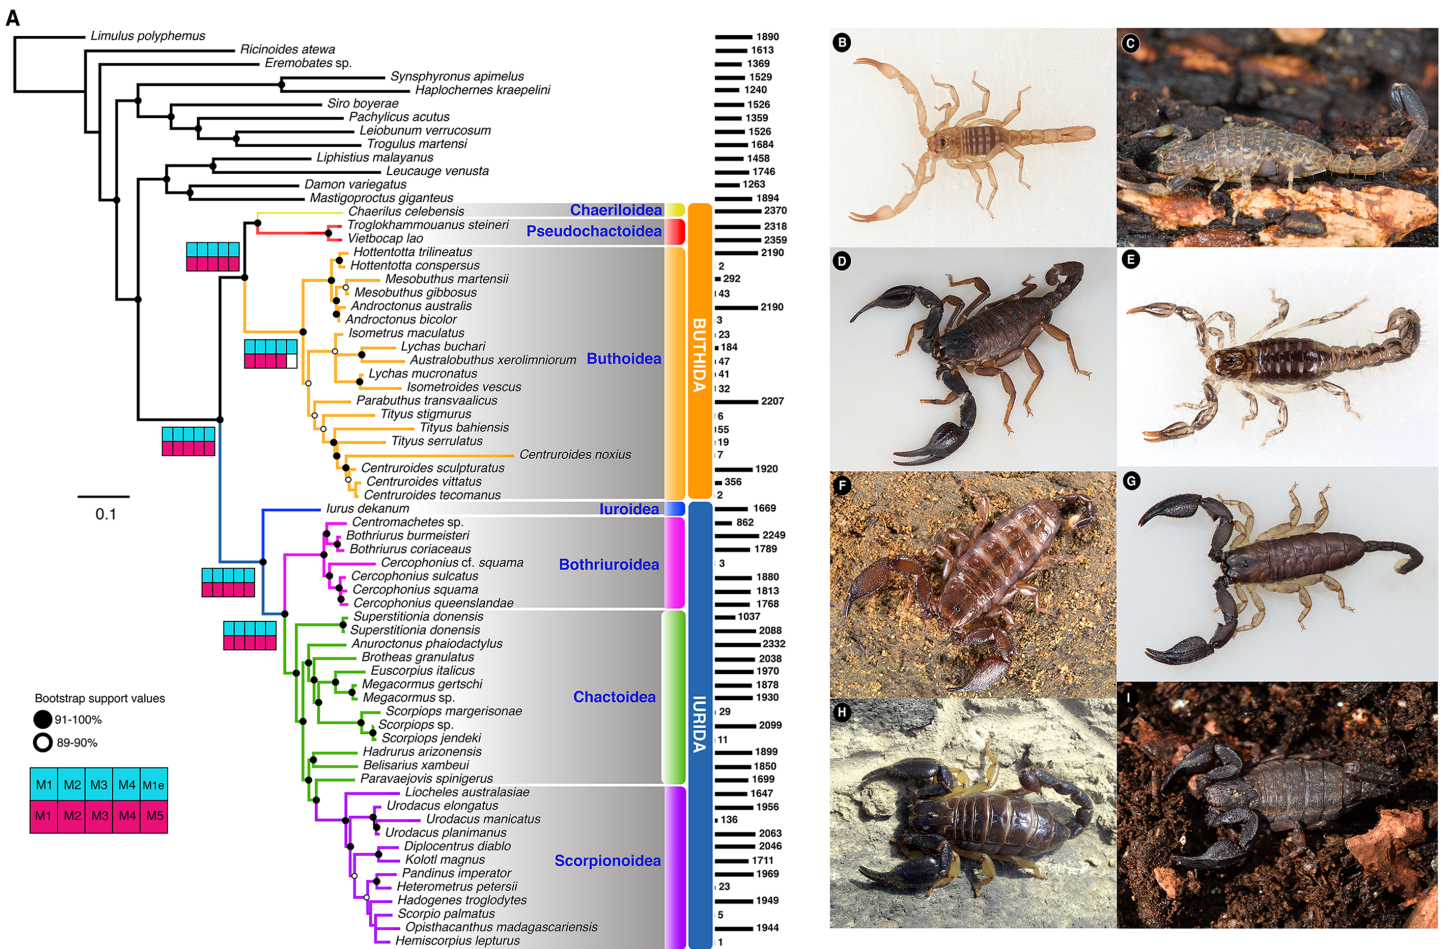 A
Limulus polyphemus 1890
Ricinoides atewa 1613
Eremobates sp. 1369
Synsphyronus apimelus 1529
Haplochernes kraepelini 1240
Siro boyerae 1526
Pachylicus acutus 1359
Leiobunum verrucosum 1526
Trogulus martensi 1684
Liphistius malayanus 1458
Leucauge venusta 1746
Damon variegatus 1263
Mastigoproctus giganteus 1894
Chaerilus celebensis Chaeriloidea 2370
Troglokhammouanus steineri 2318
Pseudochactoidea
Vietbocap lao 2359
Hottentotta trilineatus 2190
Hottentotta conspersus 2
Mesobuthus martensii 292
Mesobuthus gibbosus 43
Androctonus australis 2190
Androctonus bicolor 3
Isometrus maculatus 23
Lychas buchari 184
Australobuthus xerolimniorum Buthoidea 47
BUTHIDA
Lychas mucronatus 41
Isometroides vescus 32
Parabuthus transvaalicus 2207
Tityus stigmurus 6
Tityus bahiensis 55
Tityus serrulatus 19
Centruroides noxius 7
Centruroides sculpturatus 1920
Centruroides vittatus 356
Centruroides tecomanus 2
0.1
Iurus dekanum Iuroidea 1669
Centromachetes sp. 862
Bothriurus burmeisteri 2249
Bothriurus coriaceaus 1789
Cercophonius cf. squama Bothriuroidea 3
Cercophonius sulcatus 1880
Cercophonius squama 1813
Cercophonius queenslandae 1768
Superstitionia donensis 1037
Superstitionia donensis 2088
Anuroctonus phaiodactylus 2332
Brotheas granulatus 2038
Euscorpius italicus 1970
Megacormus gertschi 1878
Megacormus sp. Chactoidea 1930
Scorpiops margerisonae 29
Scorpiops sp. 2099
Scorpiops jendeki 11
IURIDA
Hadrurus arizonensis 1899
Belisarius xambeui 1850
Paravaejovis spinigerus 1699
Liocheles australasiae 1647
Urodacus elongatus 1956
Urodacus manicatus 136
Urodacus planimanus 2063
Diplocentrus diablo 2046
Kolotl magnus Scorpionoidea 1711
Pandinus imperator 1969
Heterometrus petersii 23
Hadogenes troglodytes 1949
Scorpio palmatus 5
Opisthacanthus madagascariensis 1944
Hemiscorpius lepturus 1
Bootstrap support values
91-100%
89-90%
M1 M2 M3 M4 M1e
M1 M2 M3 M4 M5
B
C
D
E
F
G
H
I